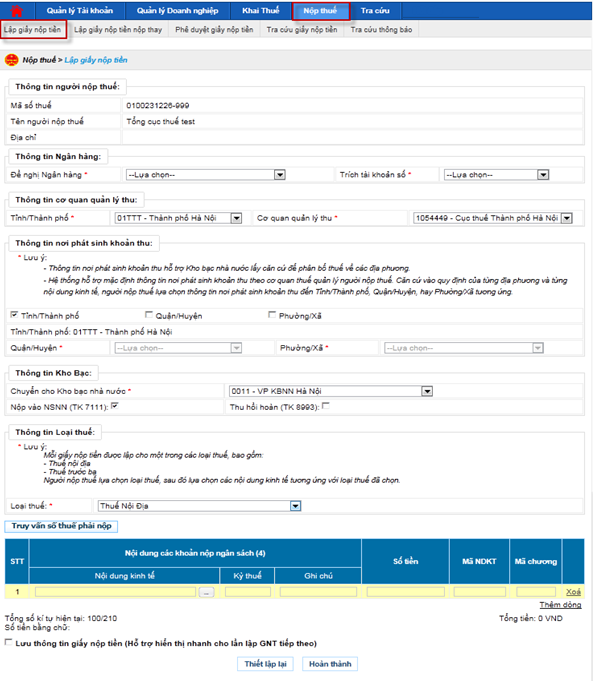 Quản lý Tài khoản Quản lý Doanh nghiệp Khai Thuế Nộp thuế Tra cứu
Lập giấy nộp tiền Lập giấy nộp tiền nộp thay Phê duyệt giấy nộp tiền Tra cứu giấy nộp tiền Tra cứu thông báo
Nộp thuế > Lập giấy nộp tiền
Thông tin người nộp thuế:
Mã số thuế 0100231226-999
Tên người nộp thuế Tổng cục thuế test
Địa chỉ
Thông tin Ngân hàng:
Đề nghị Ngân hàng * --Lựa chọn-- Trích tài khoản số * --Lựa chọn--
Thông tin cơ quan quản lý thu:
Tỉnh/Thành phố * 01TTT - Thành phố Hà Nội Cơ quan quản lý thu * 1054449 - Cục thuế Thành phố Hà Nội
Thông tin nơi phát sinh khoản thu:
* Lưu ý:
- Thông tin nơi phát sinh khoản thu hỗ trợ Kho bạc nhà nước lấy căn cứ để phân bổ thuế về các địa phương.
- Hệ thống hỗ trợ mặc định thông tin nơi phát sinh khoản thu theo cơ quan thuế quản lý người nộp thuế. Căn cứ vào quy định của từng địa phương và từng
nội dung kinh tế, người nộp thuế lựa chọn thông tin nơi phát sinh khoản thu đến Tỉnh/Thành phố, Quận/Huyện, hay Phường/Xã tương ứng.
Tỉnh/Thành phố Quận/Huyện Phường/Xã
Tỉnh/Thành phố: 01TTT - Thành phố Hà Nội
Quận/Huyện * --Lựa chọn-- Phường/Xã * --Lựa chọn--
Thông tin Kho Bạc:
Chuyển cho Kho bạc nhà nước * 0011 - VP KBNN Hà Nội
Nộp vào NSNN (TK 7111): Thu hồi hoàn (TK 8993):
Thông tin Loại thuế:
* Lưu ý:
Mỗi giấy nộp tiền được lập cho một trong các loại thuế, bao gồm:
- Thuế nội địa
- Thuế trước bạ
Người nộp thuế lựa chọn loại thuế, sau đó lựa chọn các nội dung kinh tế tương ứng với loại thuế đã chọn.
Loại thuế: * Thuế Nội Địa
Truy vấn số thuế phải nộp
STT Nội dung các khoản nộp ngân sách (4) Số tiền Mã NDKT Mã chương
Nội dung kinh tế Kỳ thuế Ghi chú
1 ... Xoá
Thêm dòng
Tổng số kí tự hiện tại: 100/210 Tổng tiền: 0 VND
Số tiền bằng chữ:
Lưu thông tin giấy nộp tiền (Hỗ trợ hiển thị nhanh cho lần lập GNT tiếp theo)
Thiết lập lại Hoàn thành